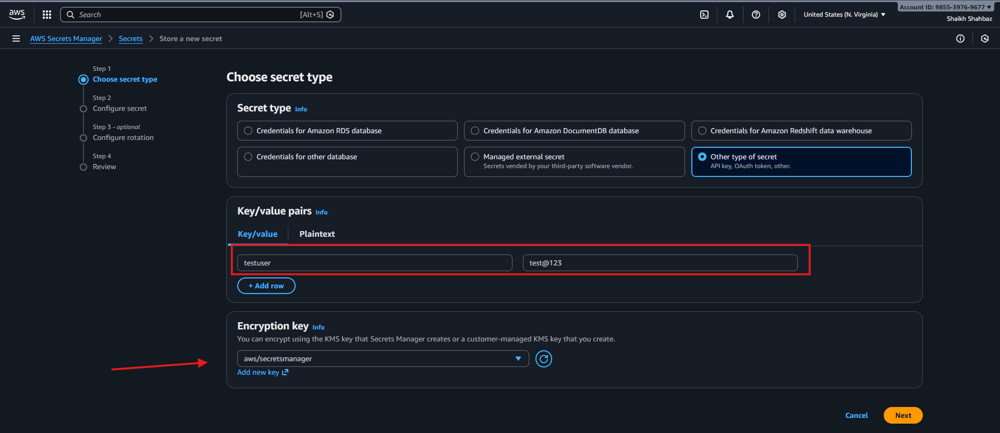 aws
Search
[Alt+S]
United States (N. Virginia)
Account ID: 9855-3976-9677
Shaikh Shahbaz
AWS Secrets Manager
Secrets
Store a new secret
Step 1
Choose secret type
Step 2
Configure secret
Step 3 - optional
Configure rotation
Step 4
Review
Choose secret type
Secret type Info
Credentials for Amazon RDS database
Credentials for Amazon DocumentDB database
Credentials for Amazon Redshift data warehouse
Credentials for other database
Managed external secret
Secrets vended by your third-party software vendor.
Other type of secret
API key, OAuth token, other.
Key/value pairs Info
Key/value
Plaintext
testuser
test@123
+ Add row
Encryption key Info
You can encrypt using the KMS key that Secrets Manager creates or a customer-managed KMS key that you create.
aws/secretsmanager
Add new key
Cancel
Next